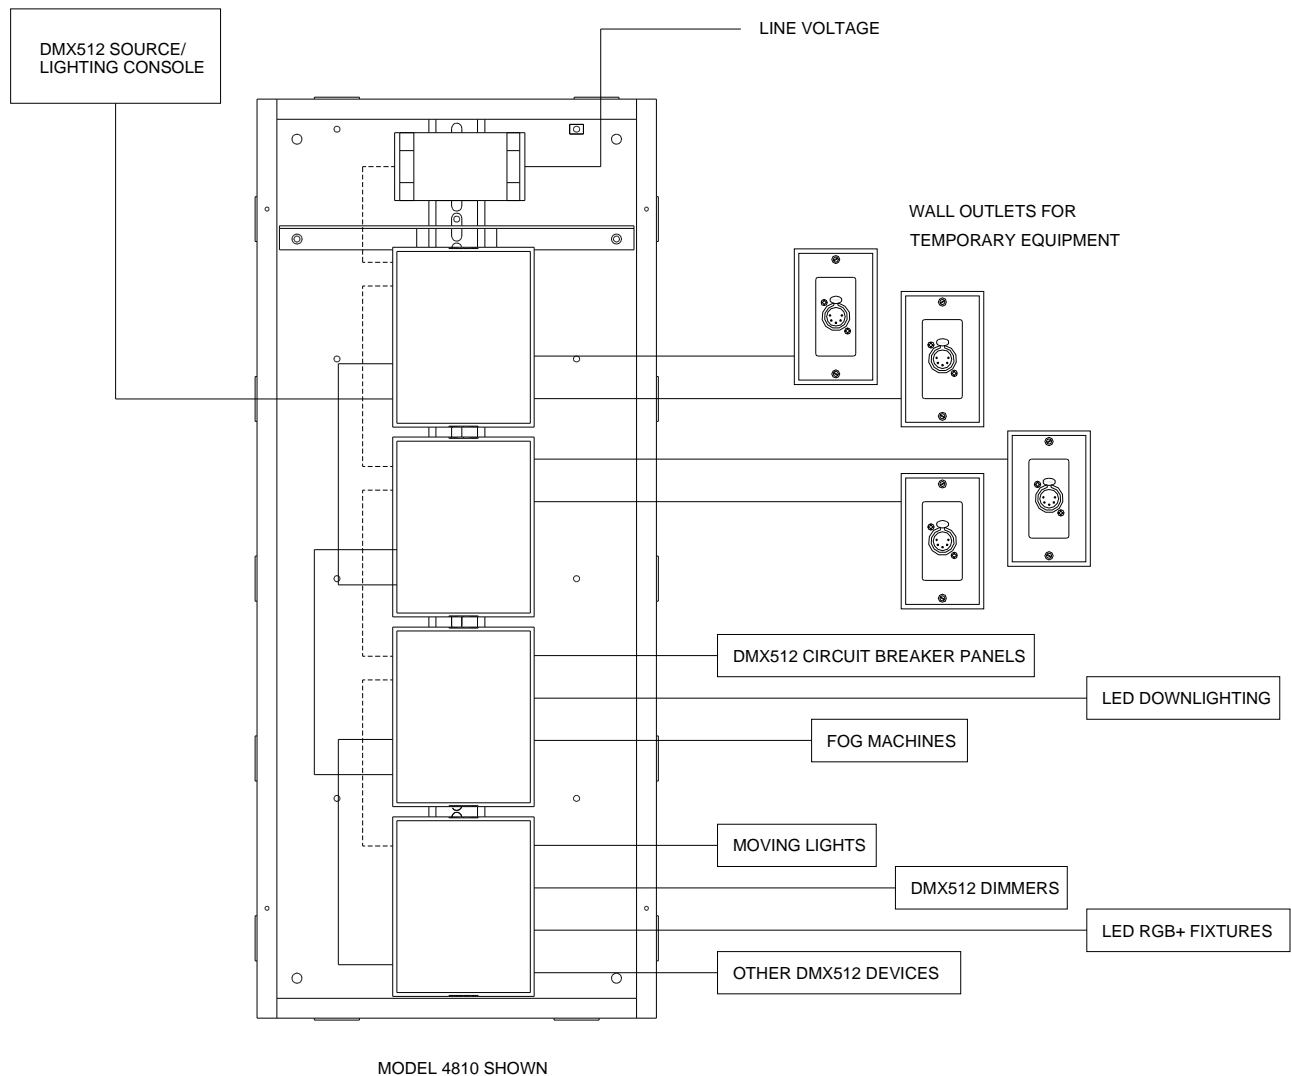 LINE VOLTAGE
DMX512 SOURCE/
LIGHTING CONSOLE
WALL OUTLETS FOR
TEMPORARY EQUIPMENT
DMX512 CIRCUIT BREAKER PANELS
LED DOWNLIGHTING
FOG MACHINES
MOVING LIGHTS
DMX512 DIMMERS
LED RGB+ FIXTURES
OTHER DMX512 DEVICES
MODEL 4810 SHOWN